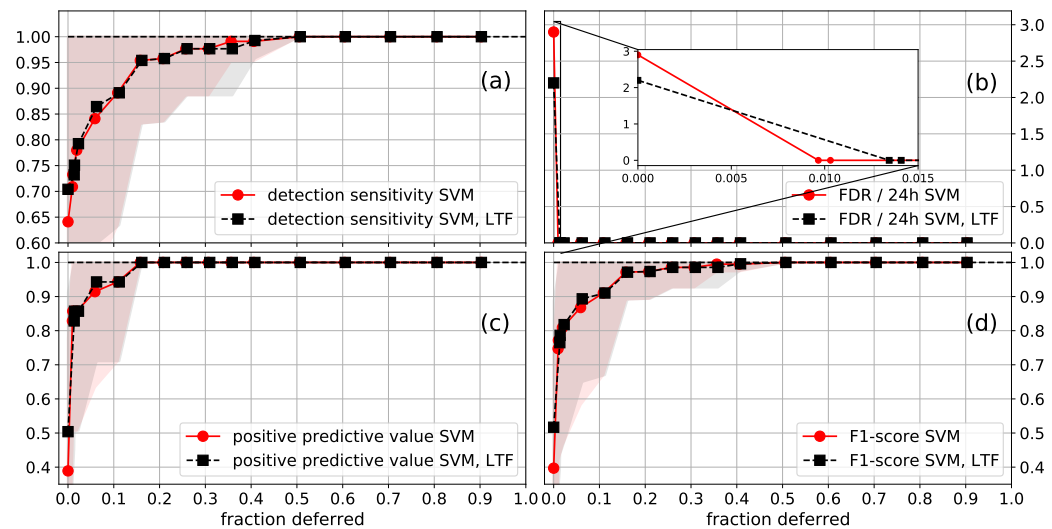 1.00
0.95
0.90
0.85
0.80
0.75
0.70
0.65
0.60
(a)
detection sensitivity SVM
detection sensitivity SVM, LTF
3
2
1
0
0.000 0.005 0.010 0.015
(b)
FDR / 24h SVM
FDR / 24h SVM, LTF
3.0
2.5
2.0
1.5
1.0
0.5
0.0
1.0
0.9
0.8
0.7
0.6
0.5
0.4
(c)
positive predictive value SVM
positive predictive value SVM, LTF
0.0 0.1 0.2 0.3 0.4 0.5 0.6 0.7 0.8 0.9 1.0
fraction deferred
(d)
F1-score SVM
F1-score SVM, LTF
1.0
0.9
0.8
0.7
0.6
0.5
0.4
0.0 0.1 0.2 0.3 0.4 0.5 0.6 0.7 0.8 0.9 1.0
fraction deferred